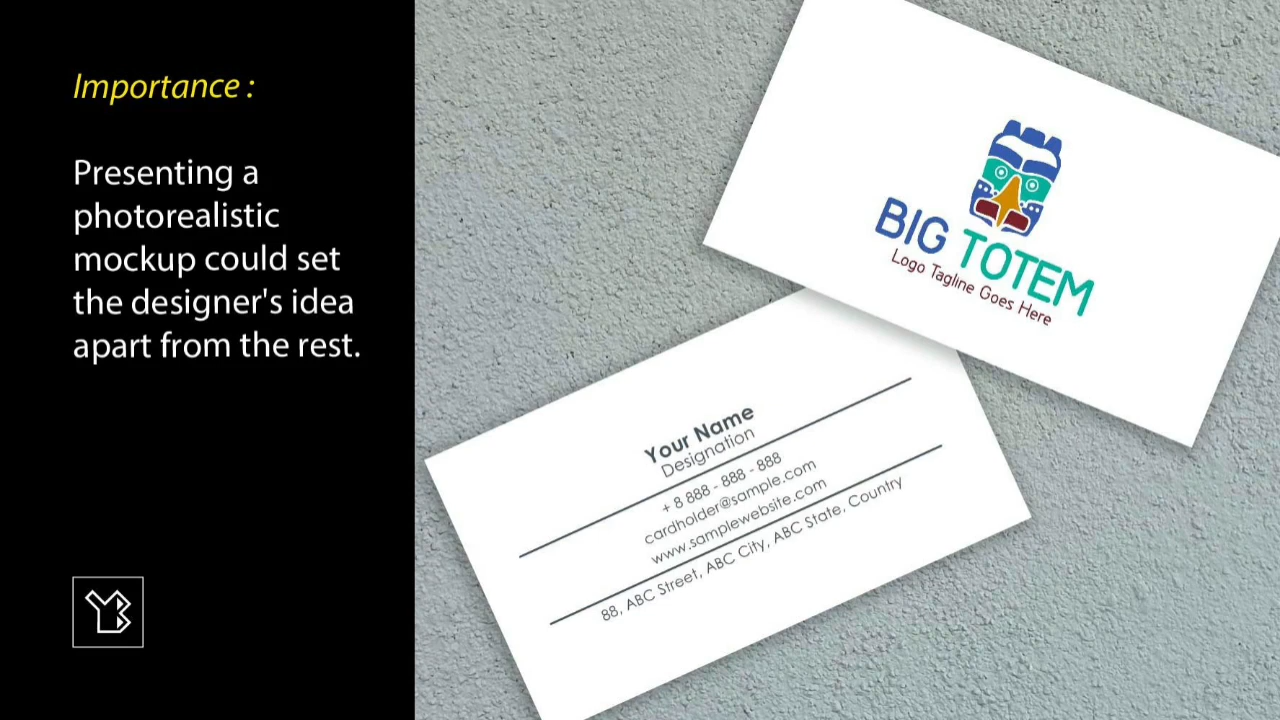 Importance :
Presenting a
photorealistic
mockup could set
the designer's idea
apart from the rest.
BIG TOTEM
Logo Tagline Goes Here
Your Name
Designation
+ 8 888 - 888 - 888
cardholder@sample.com
www.samplewebsite.com
88, ABC Street, ABC City, ABC State, Country